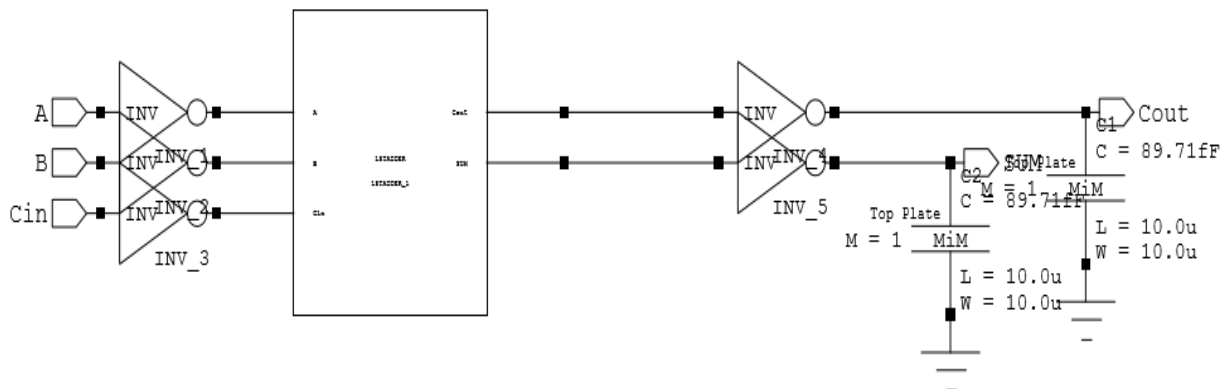 A
INV
INV_1
B
INV
INV_2
Cin
INV
INV_3
A
B
Cin
Cout
SUM
1BITADDER
1BITADDER_1
INV
INV_4
INV
INV_5
Cout
C1
C = 89.71fF
Top Plate
M = 1
MiM
L = 10.0u
W = 10.0u
SUM
C2
C = 89.71fF
Top Plate
M = 1
MiM
L = 10.0u
W = 10.0u